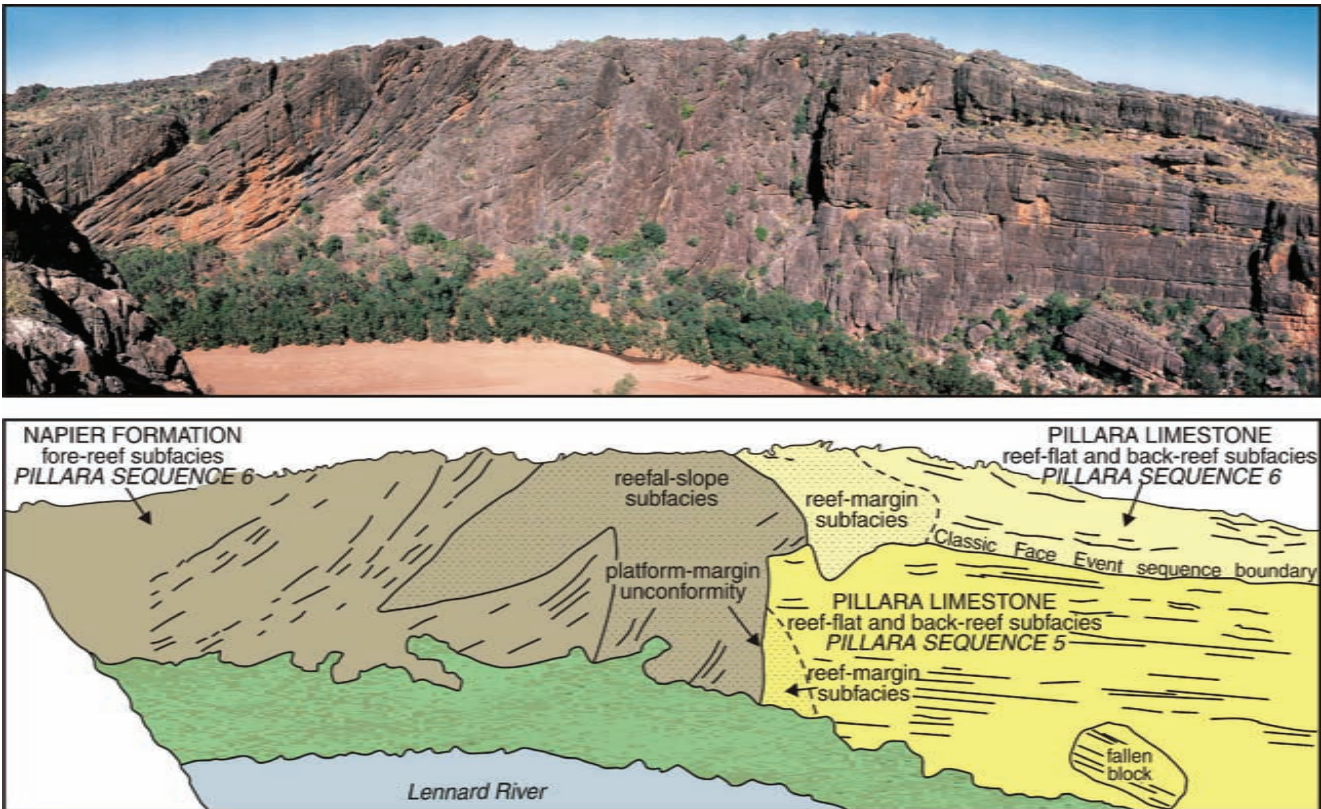 NAPIER FORMATION
fore-reef subfacies
PILLARA SEQUENCE 6
PILLARA LIMESTONE
reef-flat and back-reef subfacies
PILLARA SEQUENCE 6
reefal-slope
subfacies
reef-margin
subfacies
Classic Face Event sequence boundary
platform-margin
unconformity
PILLARA LIMESTONE
reef-flat and back-reef subfacies
PILLARA SEQUENCE 5
reef-margin
subfacies
fallen
block
Lennard River